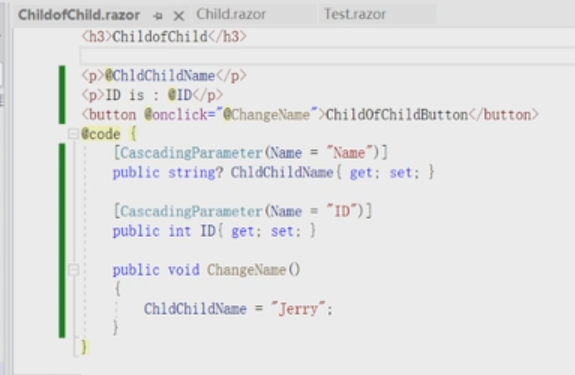 ChildofChild.razor Child.razor Test.razor
<h3>ChildofChild</h3>
<p>@ChldChildName</p>
<p>ID is : @ID</p>
<button @onclick="@ChangeName">ChildOfChildButton</button>
@code {
[CascadingParameter(Name = "Name")]
public string? ChldChildName{ get; set; }
[CascadingParameter(Name = "ID")]
public int ID{ get; set; }
public void ChangeName()
{
ChldChildName = "Jerry";
}
}